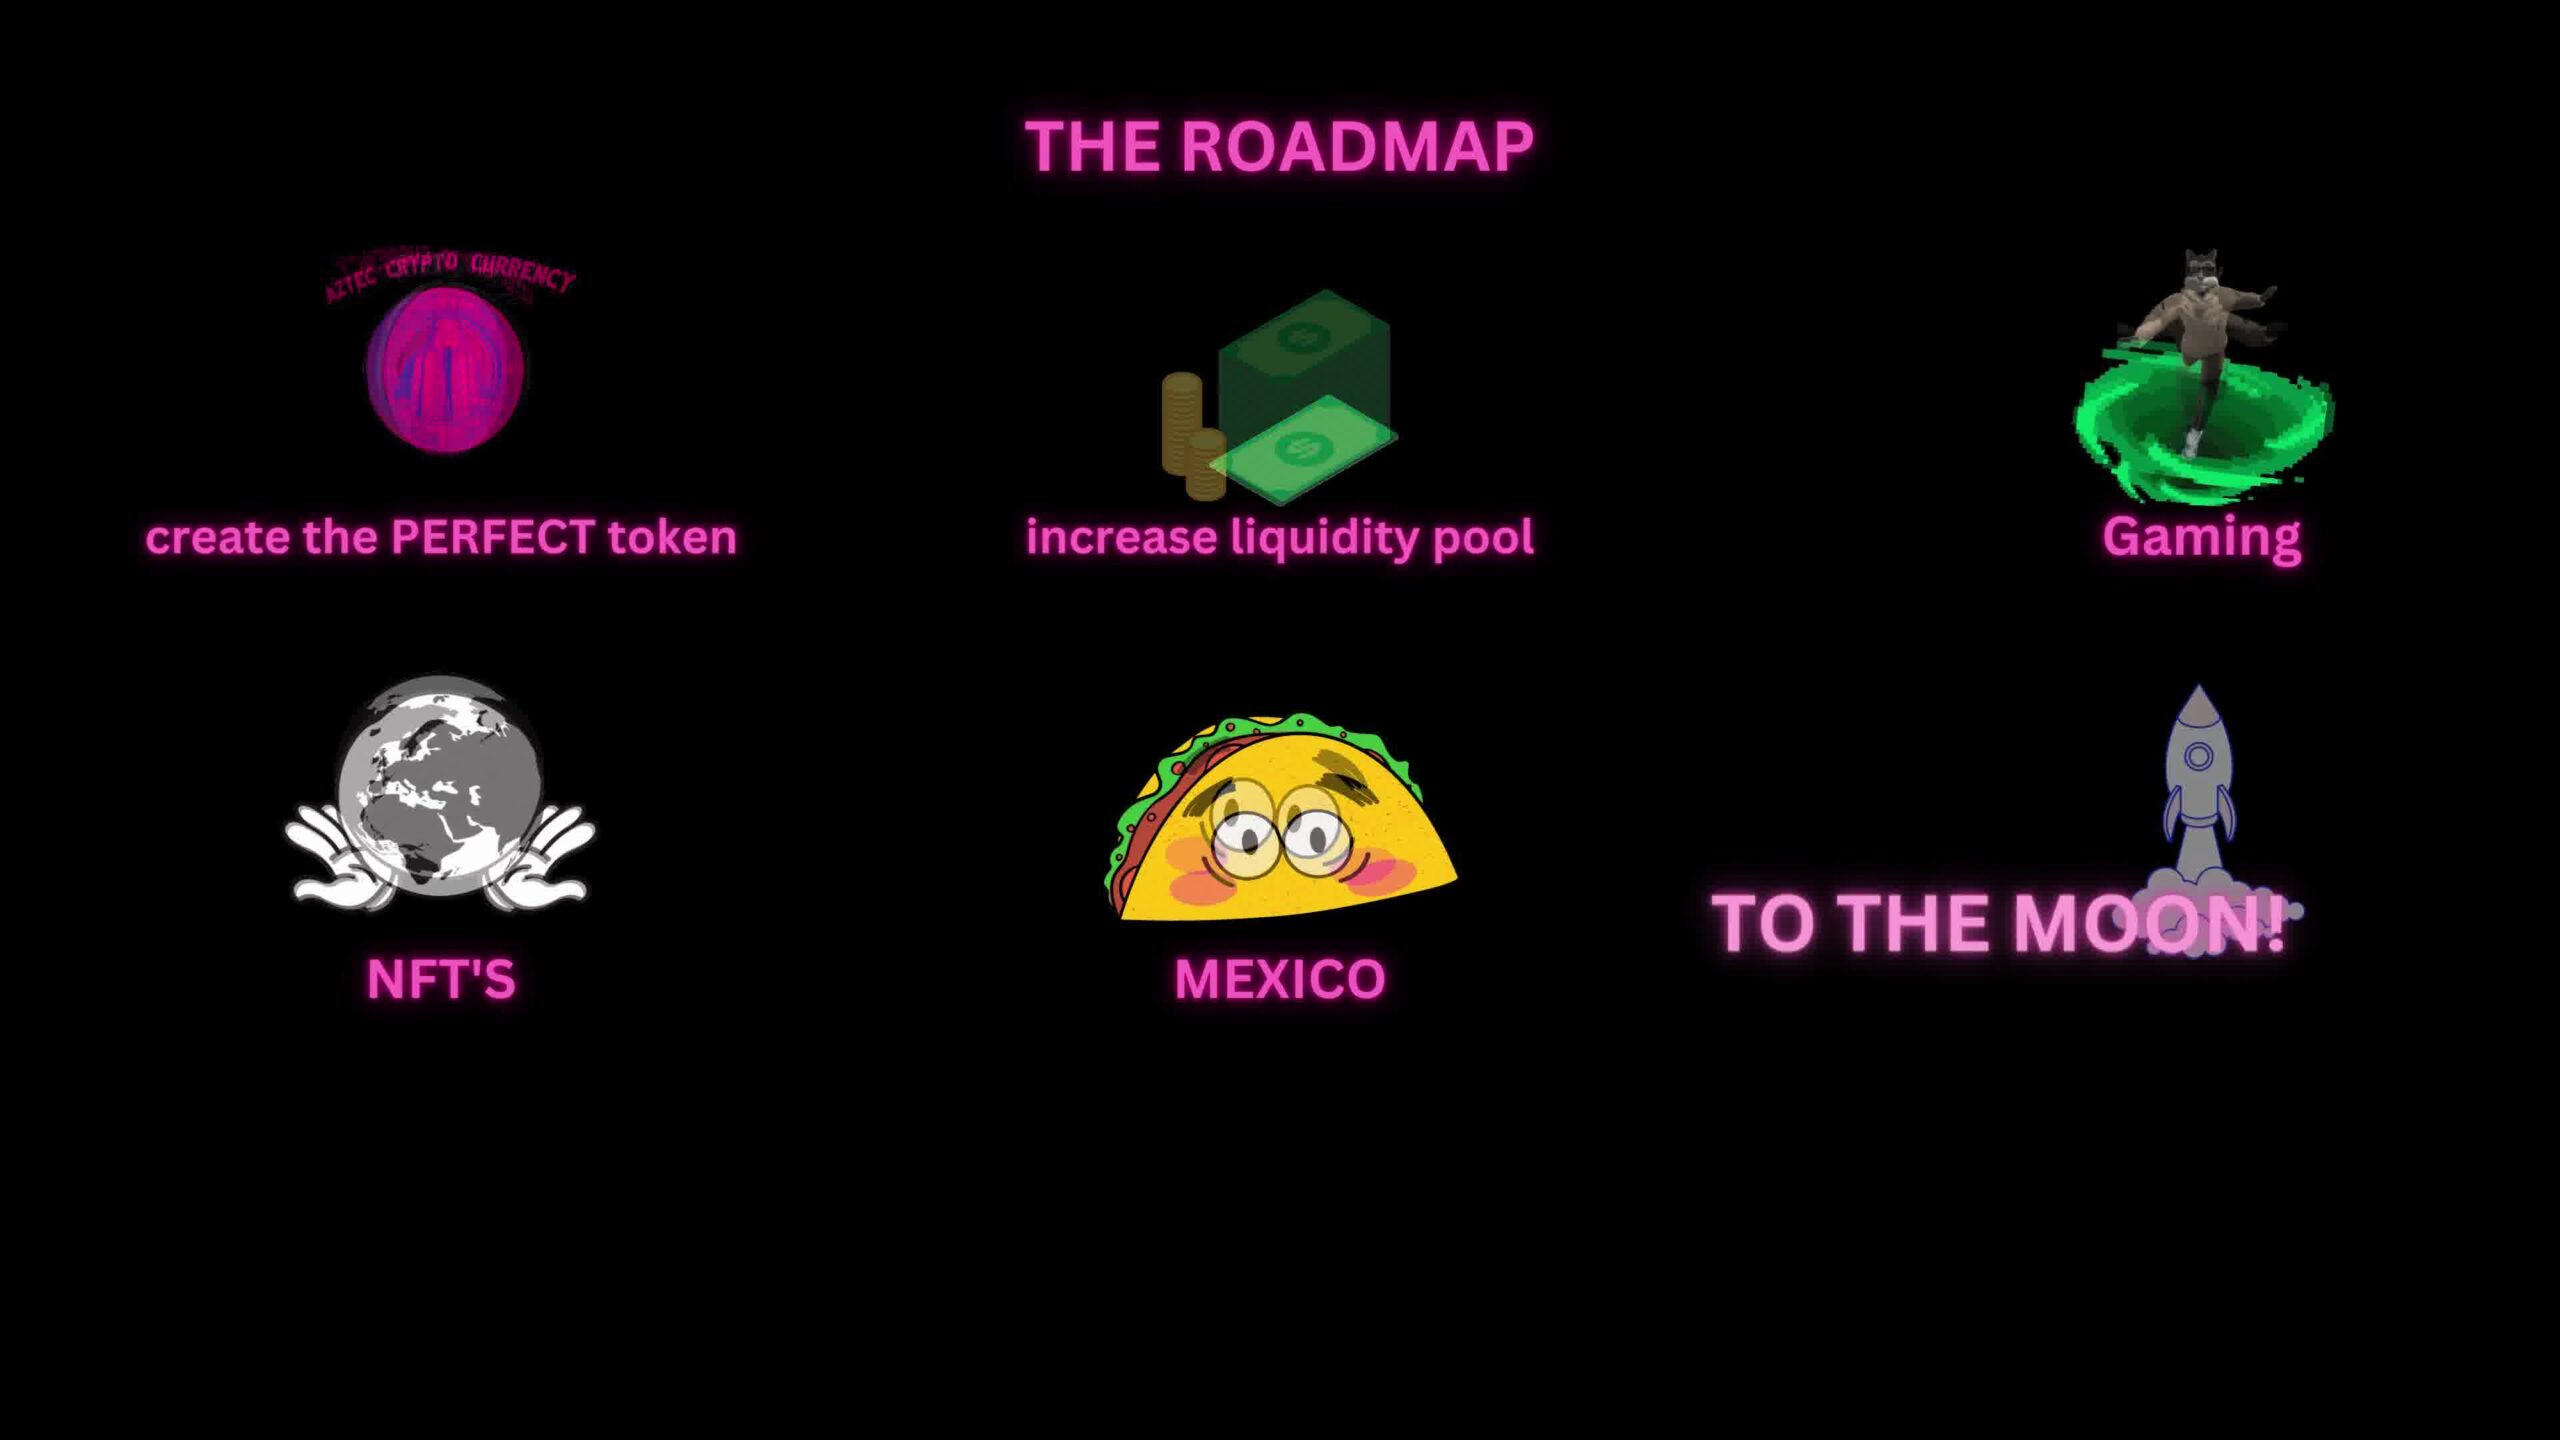 THE ROADMAP
AZTEC CRYPTO CURRENCY
create the PERFECT token
increase liquidity pool
Gaming
NFT'S
MEXICO
TO THE MOON!